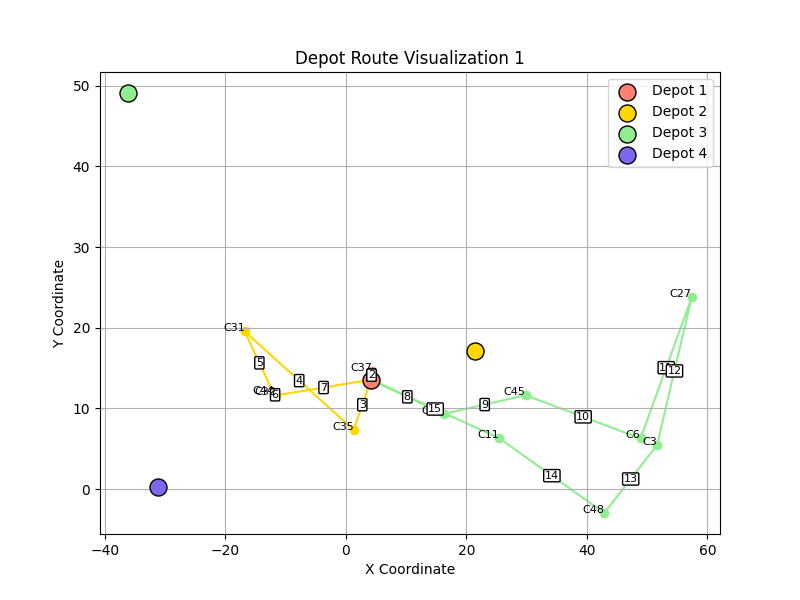 Depot Route Visualization 1
Depot 1
Depot 2
Depot 3
Depot 4
Y Coordinate
50
40
30
20
10
0
−40
−20
0
20
40
60
X Coordinate
C27
C31
C37
C35
C45
C11
C6
C3
C48
2
3
4
5
6
7
8
9
10
12
13
14
15